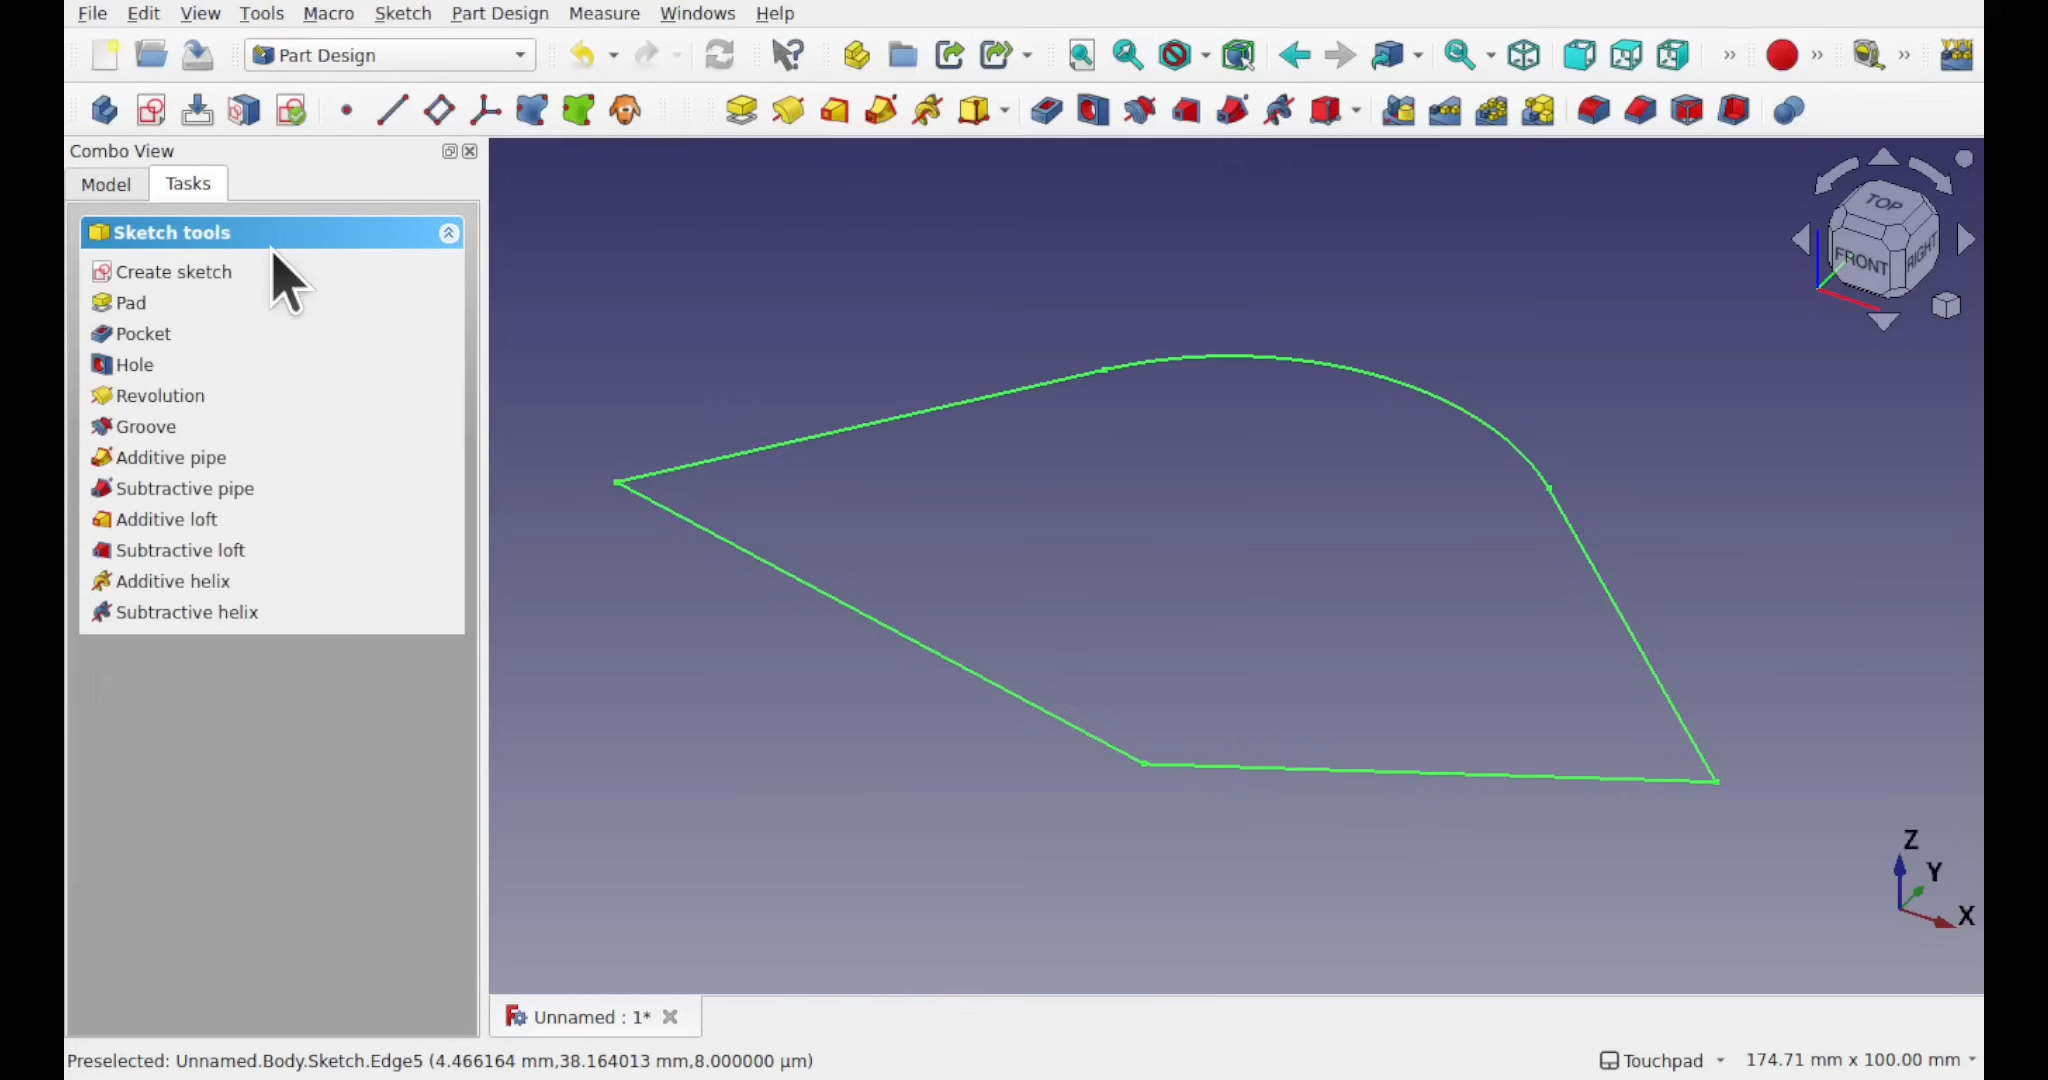 File Edit View Tools Macro Sketch Part Design Measure Windows Help
Part Design
Combo View
Model Tasks
Sketch tools
Create sketch
Pad
Pocket
Hole
Revolution
Groove
Additive pipe
Subtractive pipe
Additive loft
Subtractive loft
Additive helix
Subtractive helix
TOP
FRONT
RIGHT
Z
Y
X
Unnamed : 1*
Preselected: Unnamed.Body.Sketch.Edge5 (4.466164 mm,38.164013 mm,8.000000 µm)
Touchpad
174.71 mm x 100.00 mm